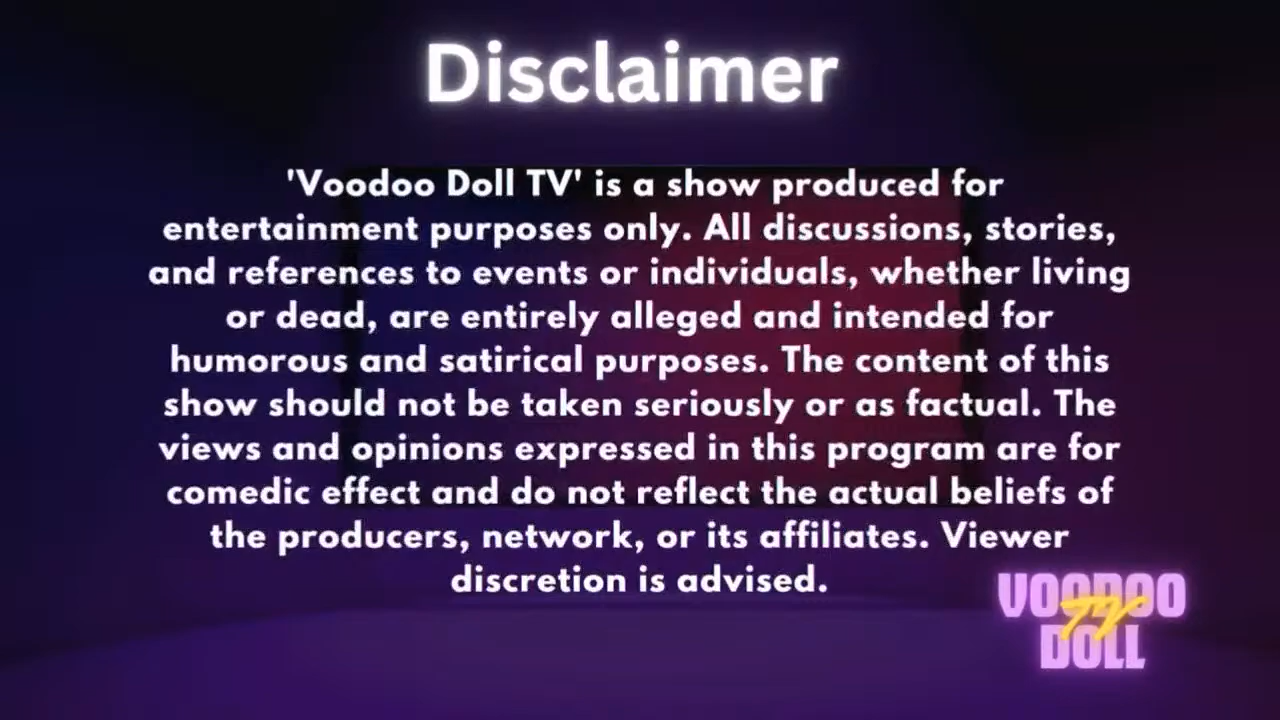 Disclaimer
'Voodoo Doll TV' is a show produced for
entertainment purposes only. All discussions, stories,
and references to events or individuals, whether living
or dead, are entirely alleged and intended for
humorous and satirical purposes. The content of this
show should not be taken seriously or as factual. The
views and opinions expressed in this program are for
comedic effect and do not reflect the actual beliefs of
the producers, network, or its affiliates. Viewer
discretion is advised.
VOODOO
TV
DOLL